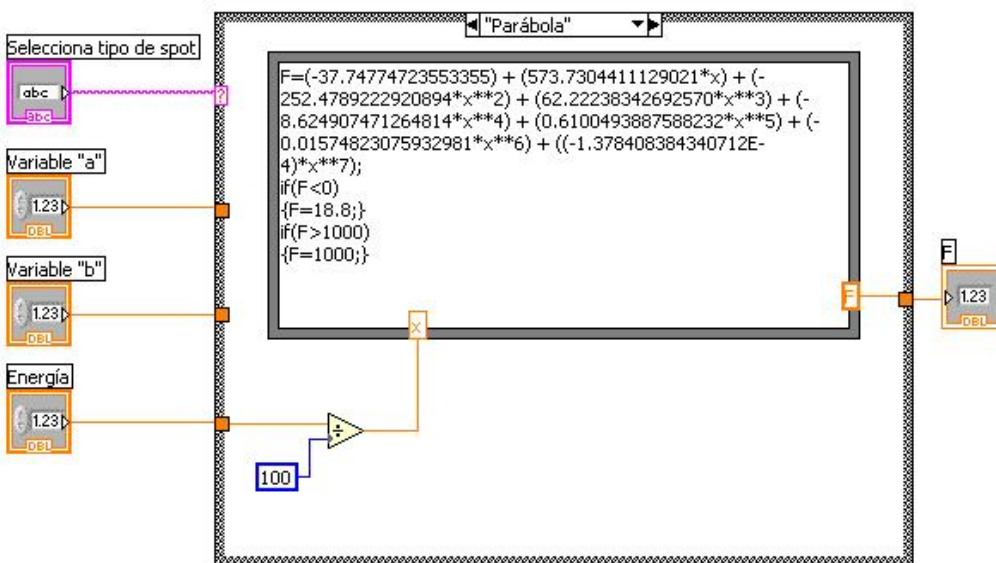 "Parábola"
Selecciona tipo de spot
abc
abc
?
F=(-37.74774723553355) + (573.7304411129021*x) + (-
252.4789222920894*x**2) + (62.22238342692570*x**3) + (-
8.624907471264814*x**4) + (0.6100493887588232*x**5) + (-
0.01574823075932981*x**6) + ((-1.378408384340712E-
4)*x**7);
if(F<0)
{F=18.8;}
if(F>1000)
{F=1000;}
Variable "a"
1.23
DBL
Variable "b"
1.23
DBL
F
F
1.23
DBL
x
Energía
1.23
DBL
÷
100